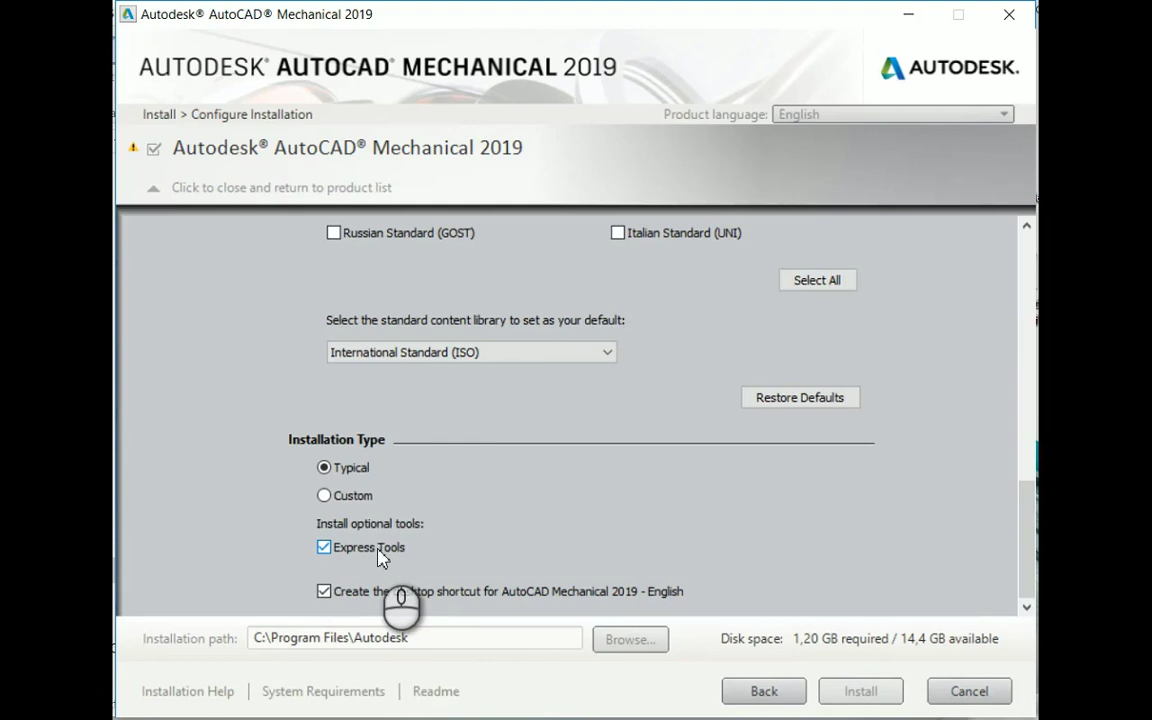 Autodesk® AutoCAD® Mechanical 2019
AUTODESK® AUTOCAD® MECHANICAL 2019
AUTODESK.
Install > Configure Installation
Product language: English
Autodesk® AutoCAD® Mechanical 2019
Click to close and return to product list
Russian Standard (GOST) Italian Standard (UNI)
Select All
Select the standard content library to set as your default:
International Standard (ISO)
Restore Defaults
Installation Type
Typical
Custom
Install optional tools:
Express Tools
Create the shortcut for AutoCAD Mechanical 2019 - English
Installation path: C:\Program Files\Autodesk Browse... Disk space: 1,20 GB required / 14,4 GB available
Installation Help | System Requirements | Readme Back Install Cancel